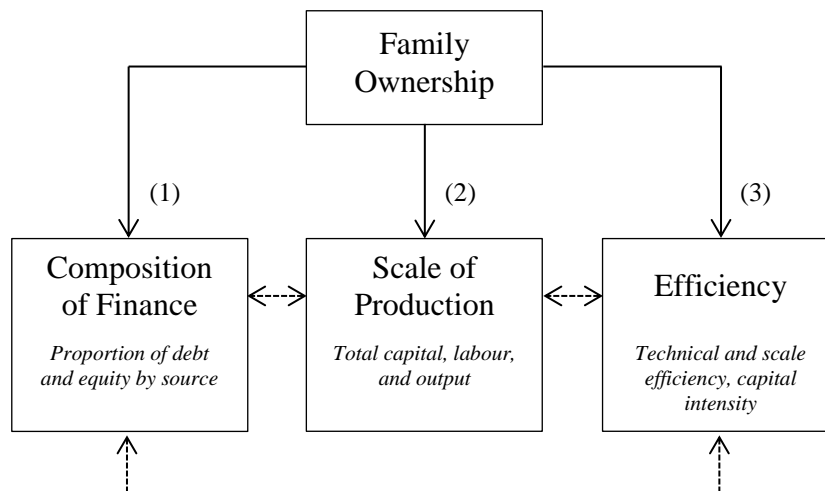 Family
Ownership
(1)
(2)
(3)
Composition
of Finance
Proportion of debt
and equity by source
Scale of
Production
Total capital, labour,
and output
Efficiency
Technical and scale
efficiency, capital
intensity